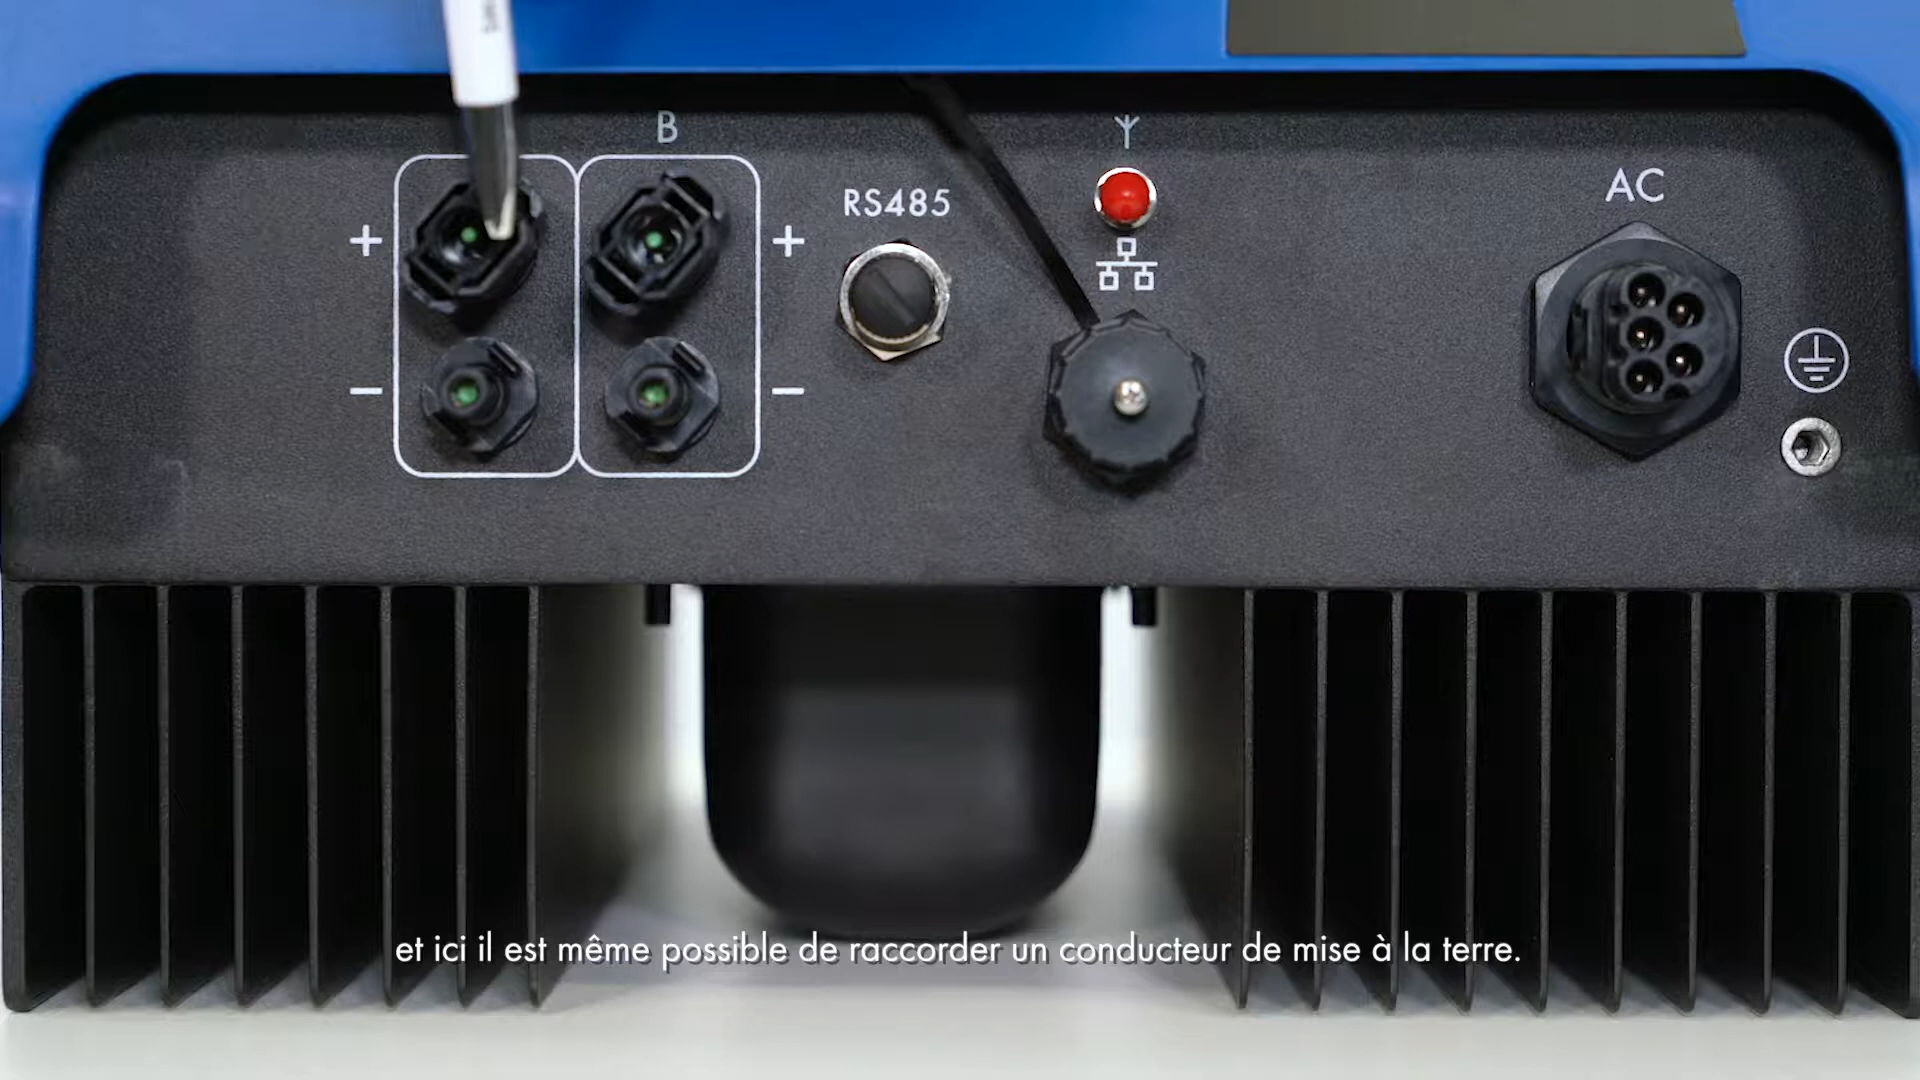 B
+ +
RS485
AC
− −
et ici il est même possible de raccorder un conducteur de mise à la terre.